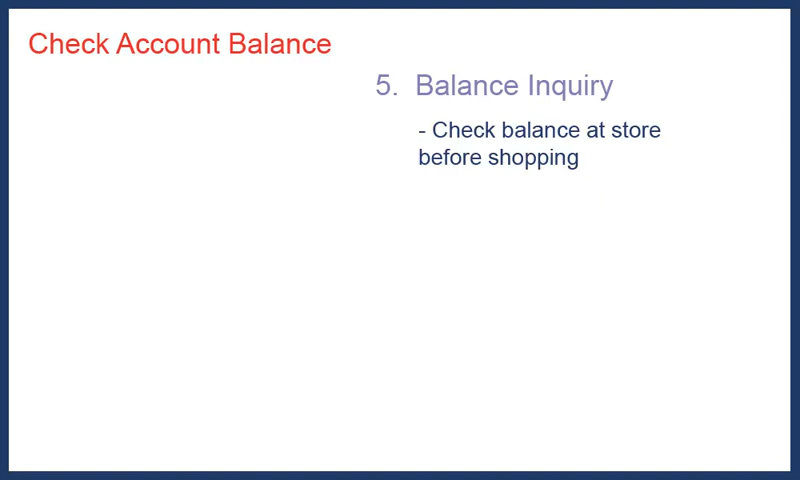 Check Account Balance
5. Balance Inquiry
- Check balance at store
before shopping